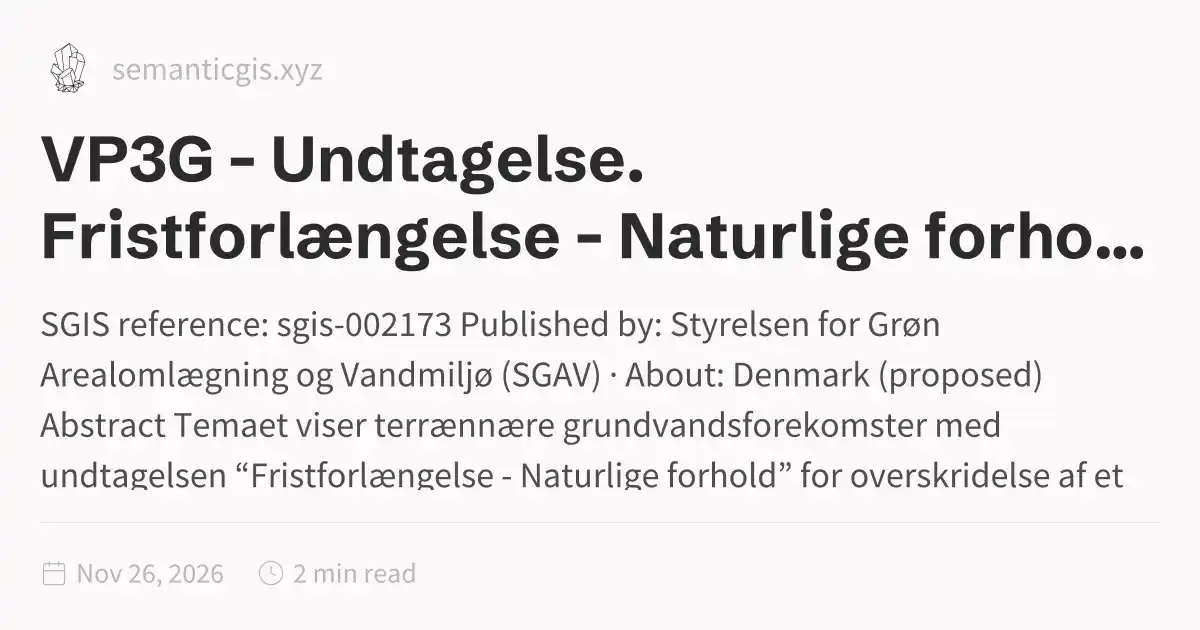 semanticgis.xyz
VP3G - Undtagelse.
Fristforlængelse - Naturlige forho...
SGIS reference: sgis-002173 Published by: Styrelsen for Grøn
Arealomlægning og Vandmiljø (SGAV) · About: Denmark (proposed)
Abstract Temaet viser terrænnære grundvandsforekomster med
undtagelsen “Fristforlængelse - Naturlige forhold” for overskridelse af et
Nov 26, 2026 2 min read